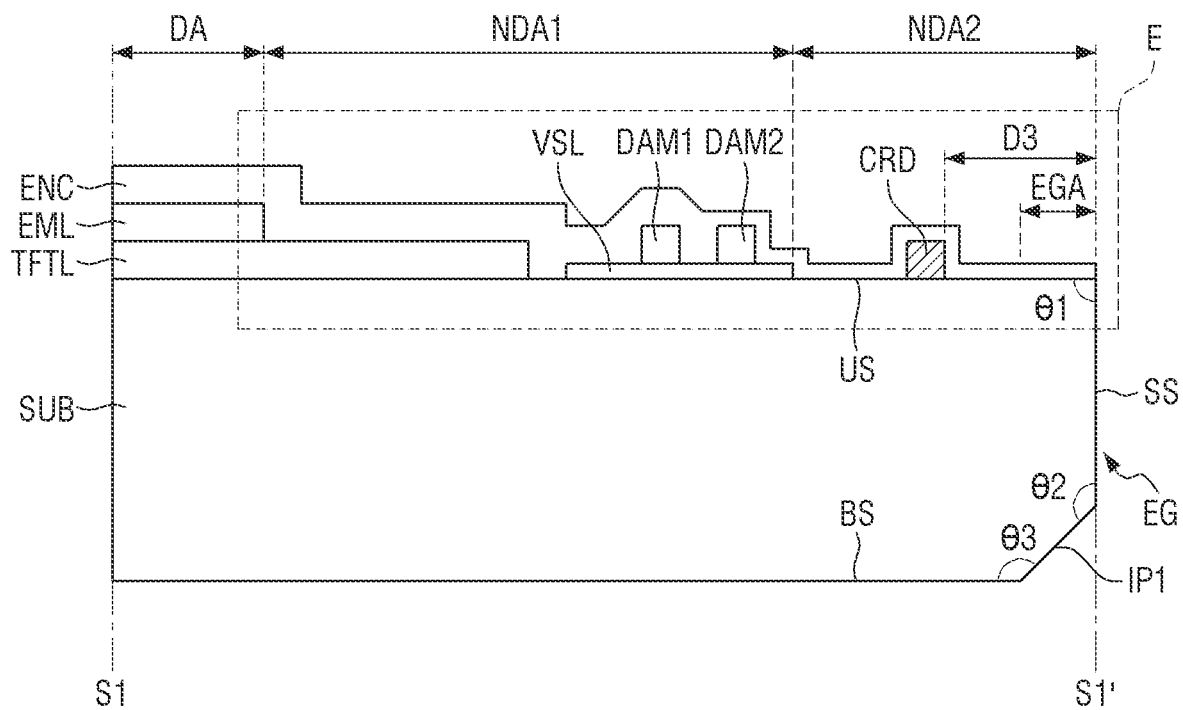 DA NDA1 NDA2 E
VSL DAM1 DAM2 CRD D3
EGA
ENC
EML
TFTL
θ1
US
SUB SS
θ2
BS EG
θ3
IP1
S1 S1'